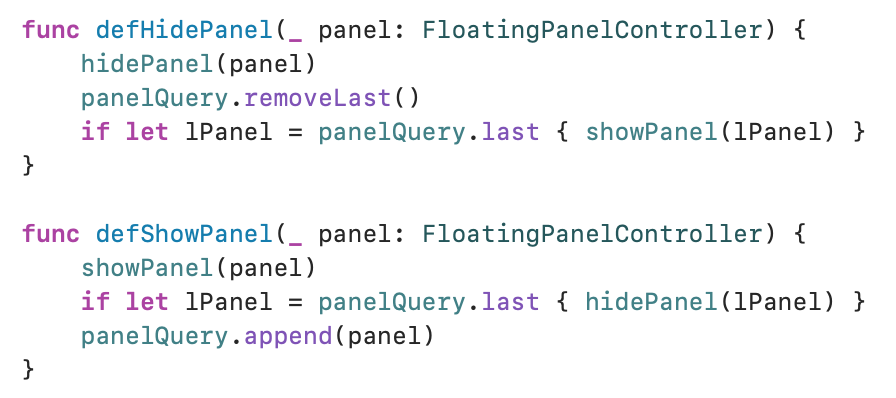 func defHidePanel(_ panel: FloatingPanelController) {
    hidePanel(panel)
    panelQuery.removeLast()
    if let lPanel = panelQuery.last { showPanel(lPanel) }
}

func defShowPanel(_ panel: FloatingPanelController) {
    showPanel(panel)
    if let lPanel = panelQuery.last { hidePanel(lPanel) }
    panelQuery.append(panel)
}